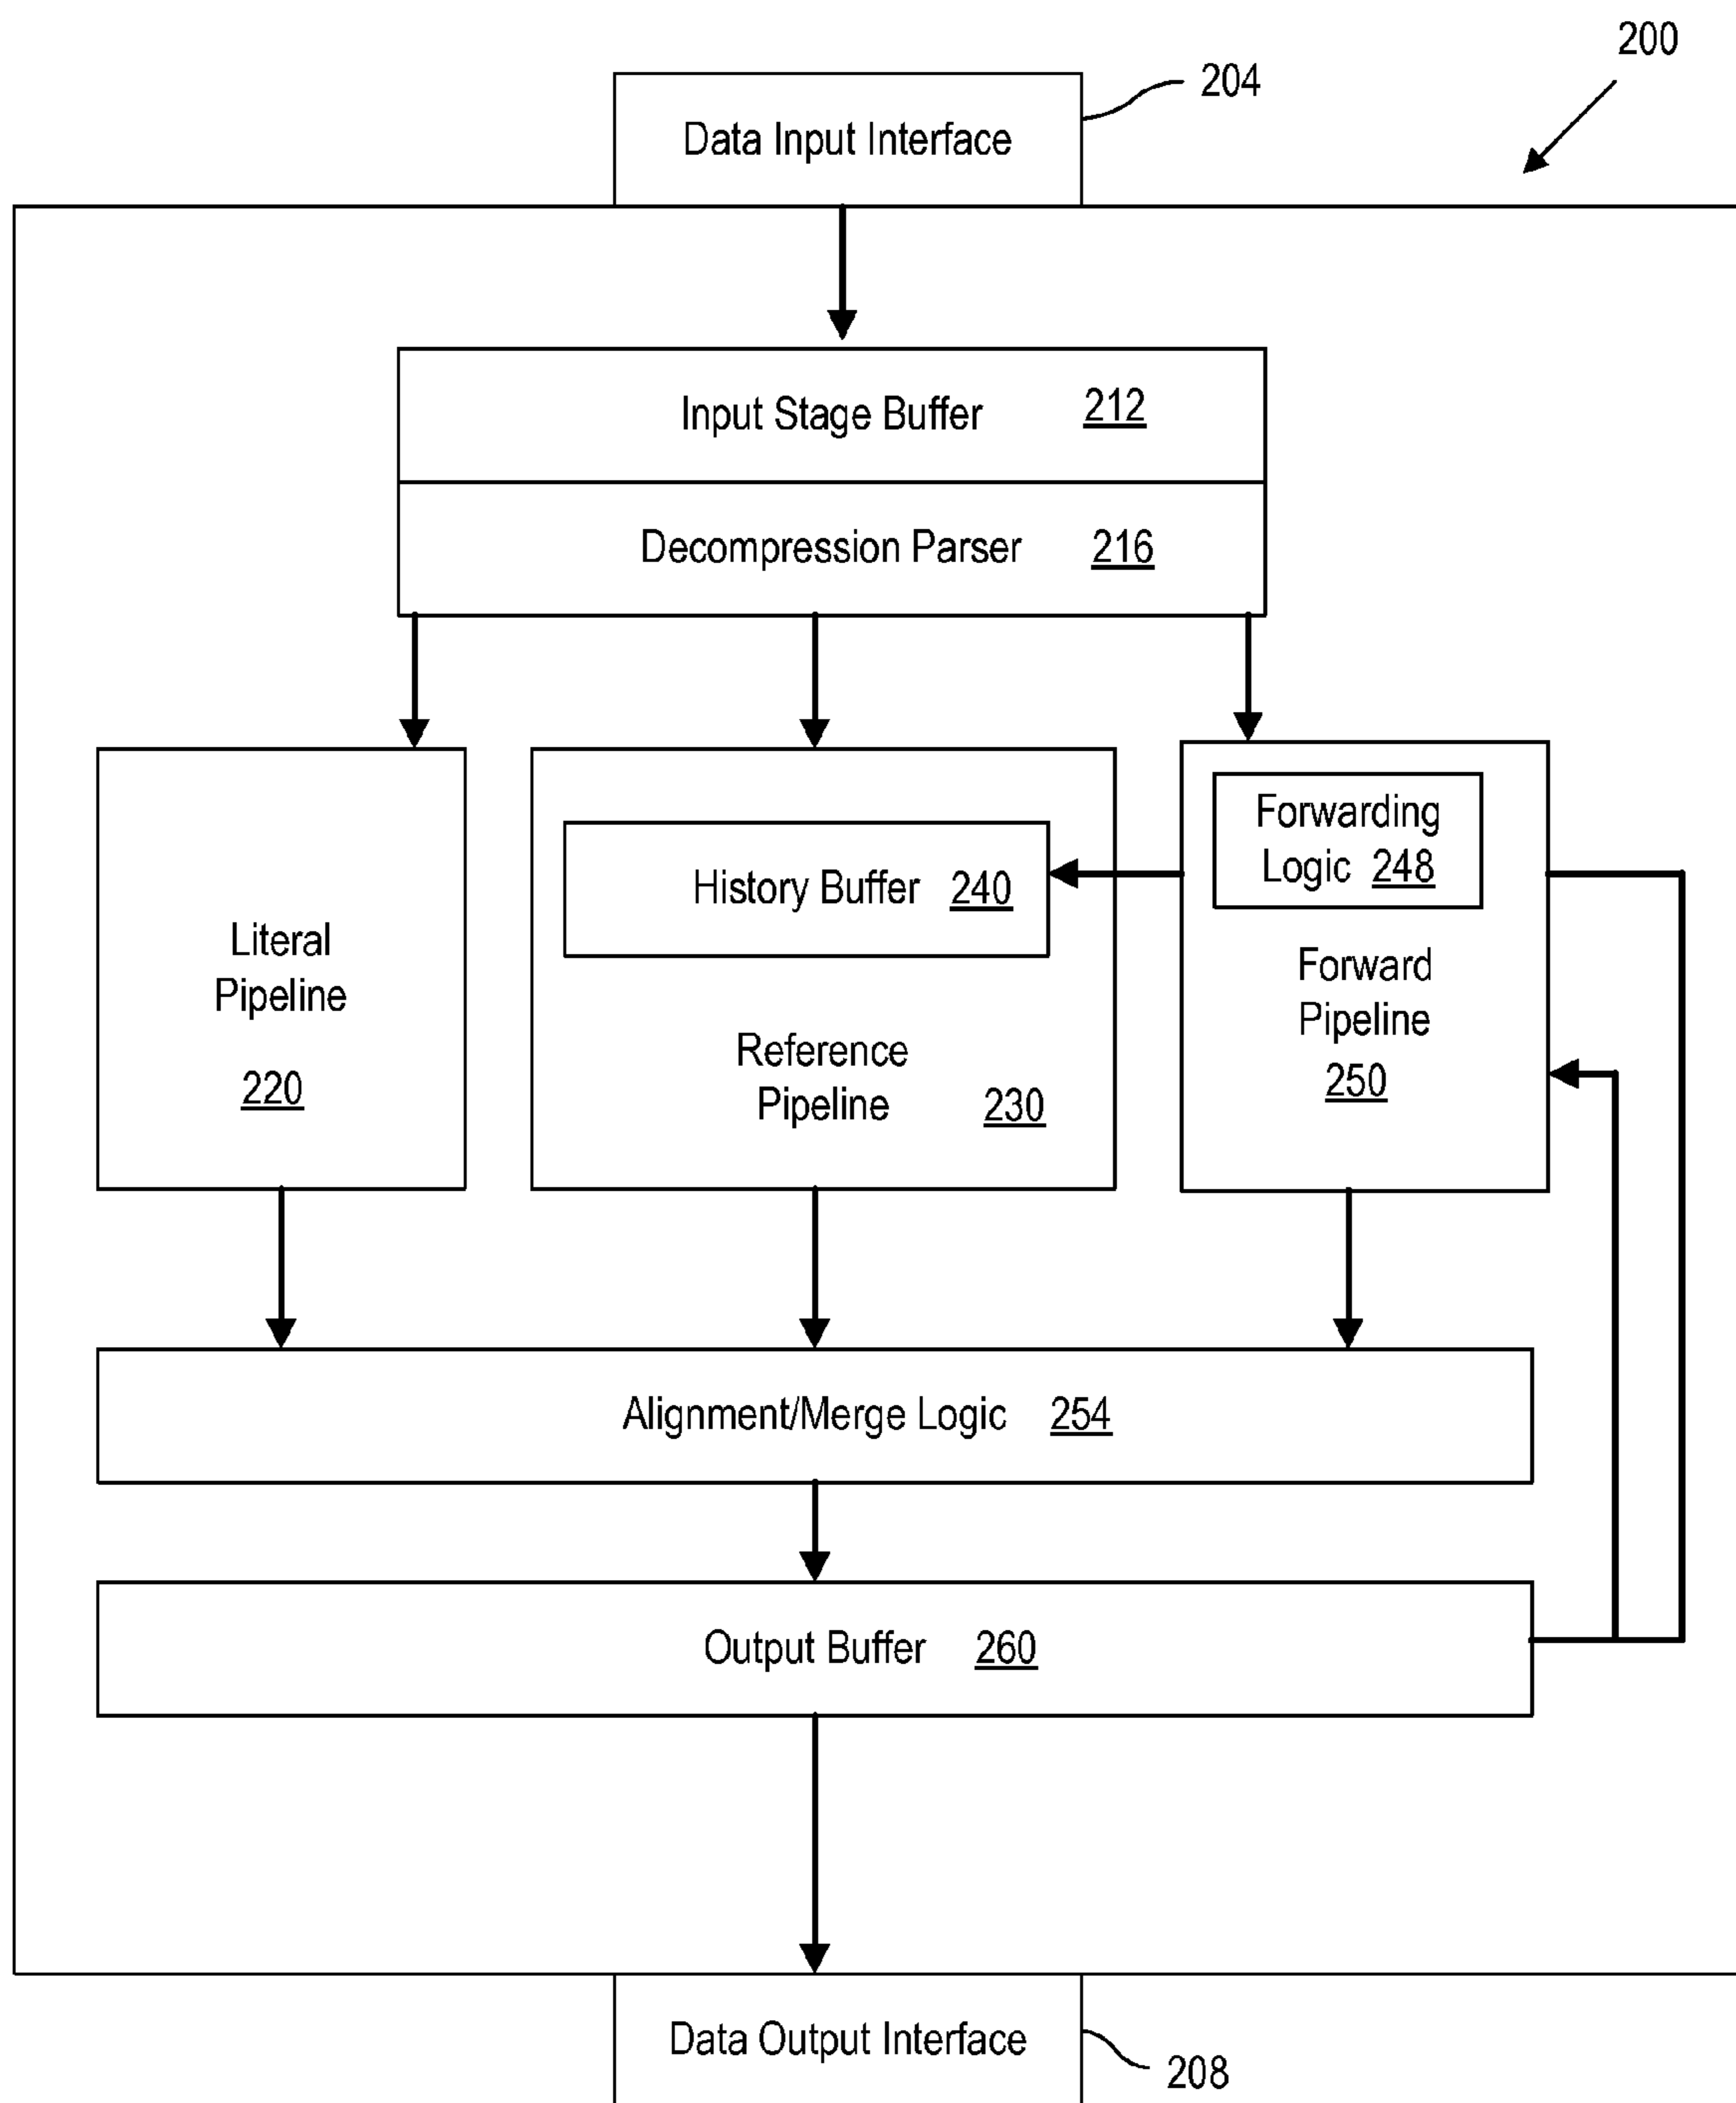 200
204
Data Input Interface
Input Stage Buffer 212
Decompression Parser 216
Literal
Pipeline
220
History Buffer 240
Reference
Pipeline 230
Forwarding
Logic 248
Forward
Pipeline
250
Alignment/Merge Logic 254
Output Buffer 260
Data Output Interface
208